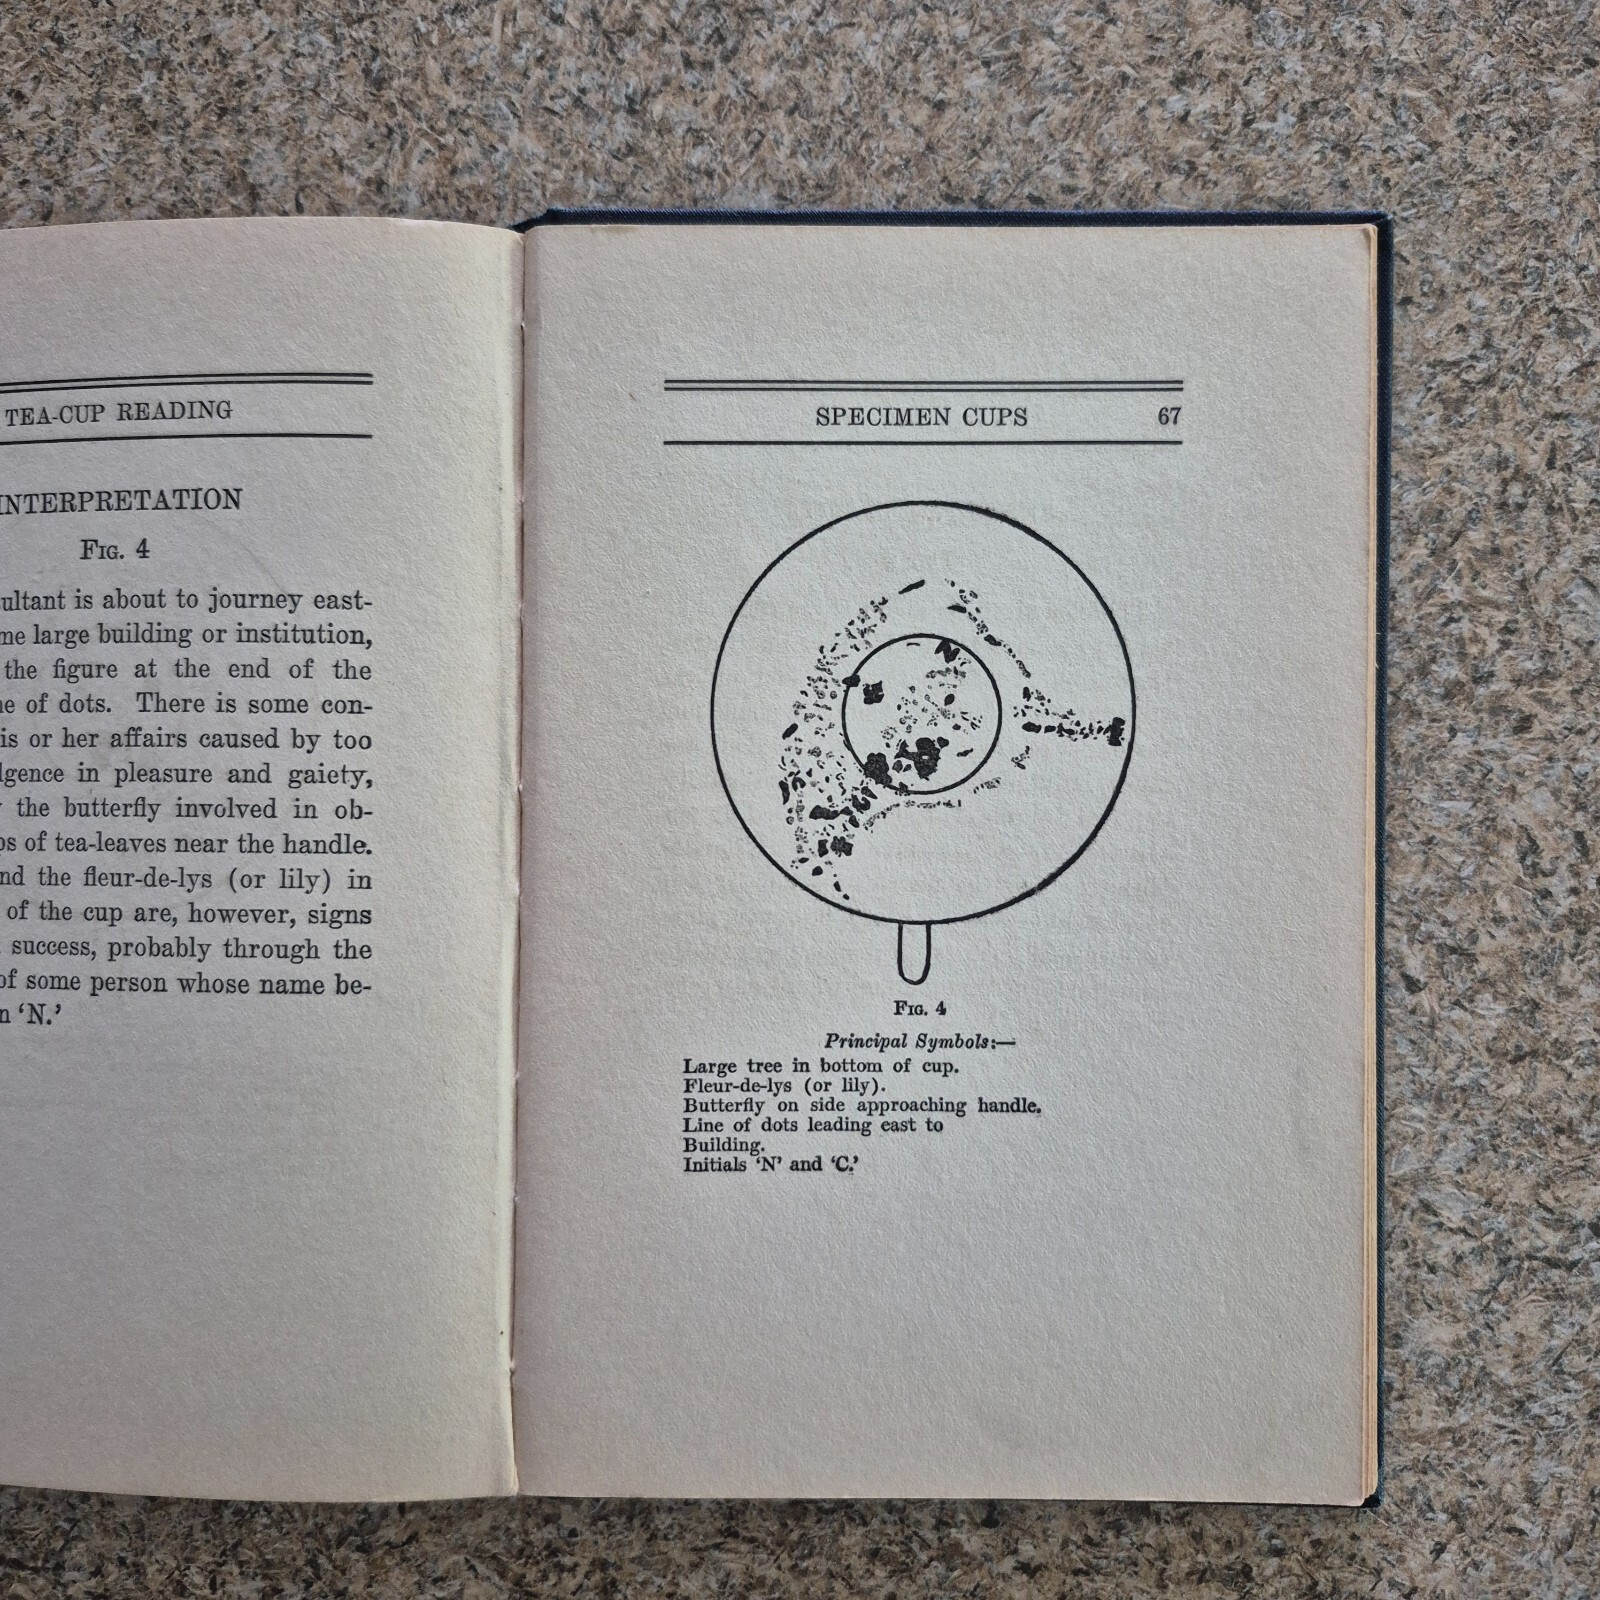 TEA-CUP READING
INTERPRETATION
FIG. 4
ultant is about to journey east-
me large building or institution,
the figure at the end of the
e of dots. There is some con-
is or her affairs caused by too
lgence in pleasure and gaiety,
the butterfly involved in ob-
ps of tea-leaves near the handle.
nd the fleur-de-lys (or lily) in
of the cup are, however, signs
success, probably through the
of some person whose name be-
n ‘N.’
SPECIMEN CUPS 67
N
FIG. 4
Principal Symbols:—
Large tree in bottom of cup.
Fleur-de-lys (or lily).
Butterfly on side approaching handle.
Line of dots leading east to
Building.
Initials ‘N’ and ‘C.’